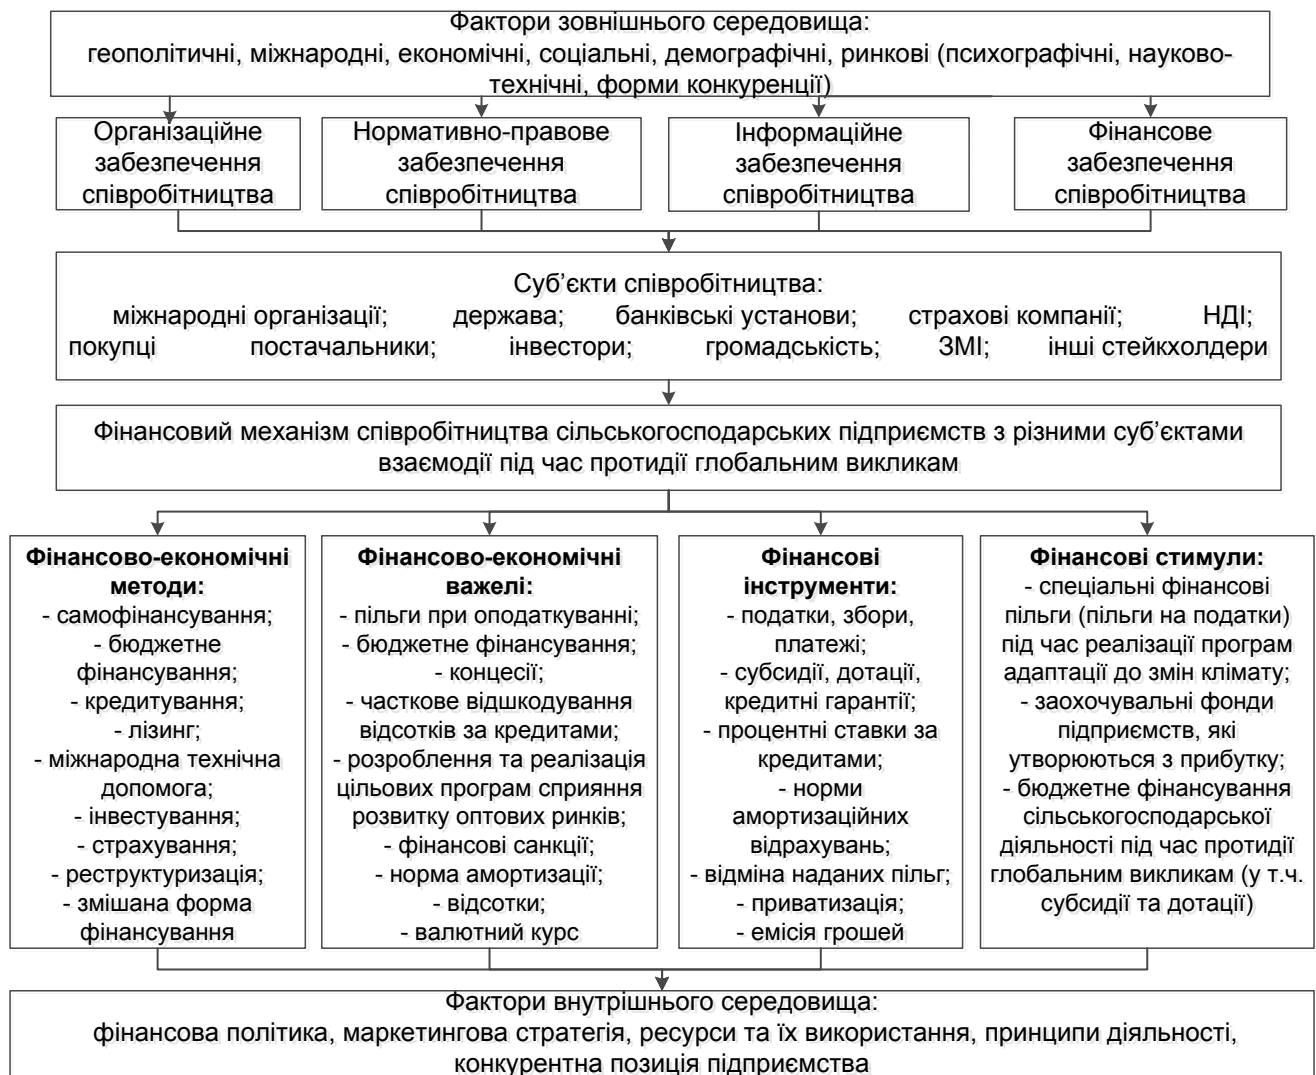 Фактори зовнішнього середовища:
геополітичні, міжнародні, економічні, соціальні, демографічні, ринкові (психографічні, науково-
технічні, форми конкуренції)
Організаційне
забезпечення
співробітництва
Нормативно-правове
забезпечення
співробітництва
Інформаційне
забезпечення
співробітництва
Фінансове
забезпечення
співробітництва
Суб’єкти співробітництва:
міжнародні організації; держава; банківські установи; страхові компанії; НДІ;
покупці постачальники; інвестори; громадськість; ЗМІ; інші стейкхолдери
Фінансовий механізм співробітництва сільськогосподарських підприємств з різними суб’єктами
взаємодії під час протидії глобальним викликам
Фінансово-економічні
методи:
- самофінансування;
- бюджетне
фінансування;
- кредитування;
- лізинг;
- міжнародна технічна
допомога;
- інвестування;
- страхування;
- реструктуризація;
- змішана форма
фінансування
Фінансово-економічні
важелі:
- пільги при оподаткуванні;
- бюджетне фінансування;
- концесії;
- часткове відшкодування
відсотків за кредитами;
- розроблення та реалізація
цільових програм сприяння
розвитку оптових ринків;
- фінансові санкції;
- норма амортизації;
- відсотки;
- валютний курс
Фінансові
інструменти:
- податки, збори,
платежі;
- субсидії, дотації,
кредитні гарантії;
- процентні ставки за
кредитами;
- норми
амортизаційних
відрахувань;
- відміна наданих пільг;
- приватизація;
- емісія грошей
Фінансові стимули:
- спеціальні фінансові
пільги (пільги на податки)
під час реалізації програм
адаптації до змін клімату;
- заохочувальні фонди
підприємств, які
утворюються з прибутку;
- бюджетне фінансування
сільськогосподарської
діяльності під час протидії
глобальним викликам (у т.ч.
субсидії та дотації)
Фактори внутрішнього середовища:
фінансова політика, маркетингова стратегія, ресурси та їх використання, принципи діяльності,
конкурентна позиція підприємства